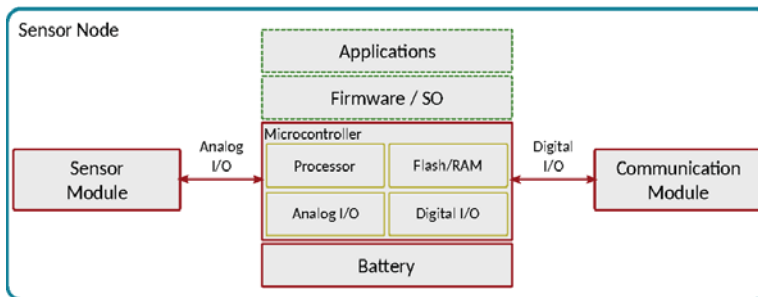 Sensor Node
Applications
Firmware / SO
Microcontroller
Processor
Flash/RAM
Analog I/O
Digital I/O
Battery
Analog
I/O
Sensor
Module
Digital
I/O
Communication
Module